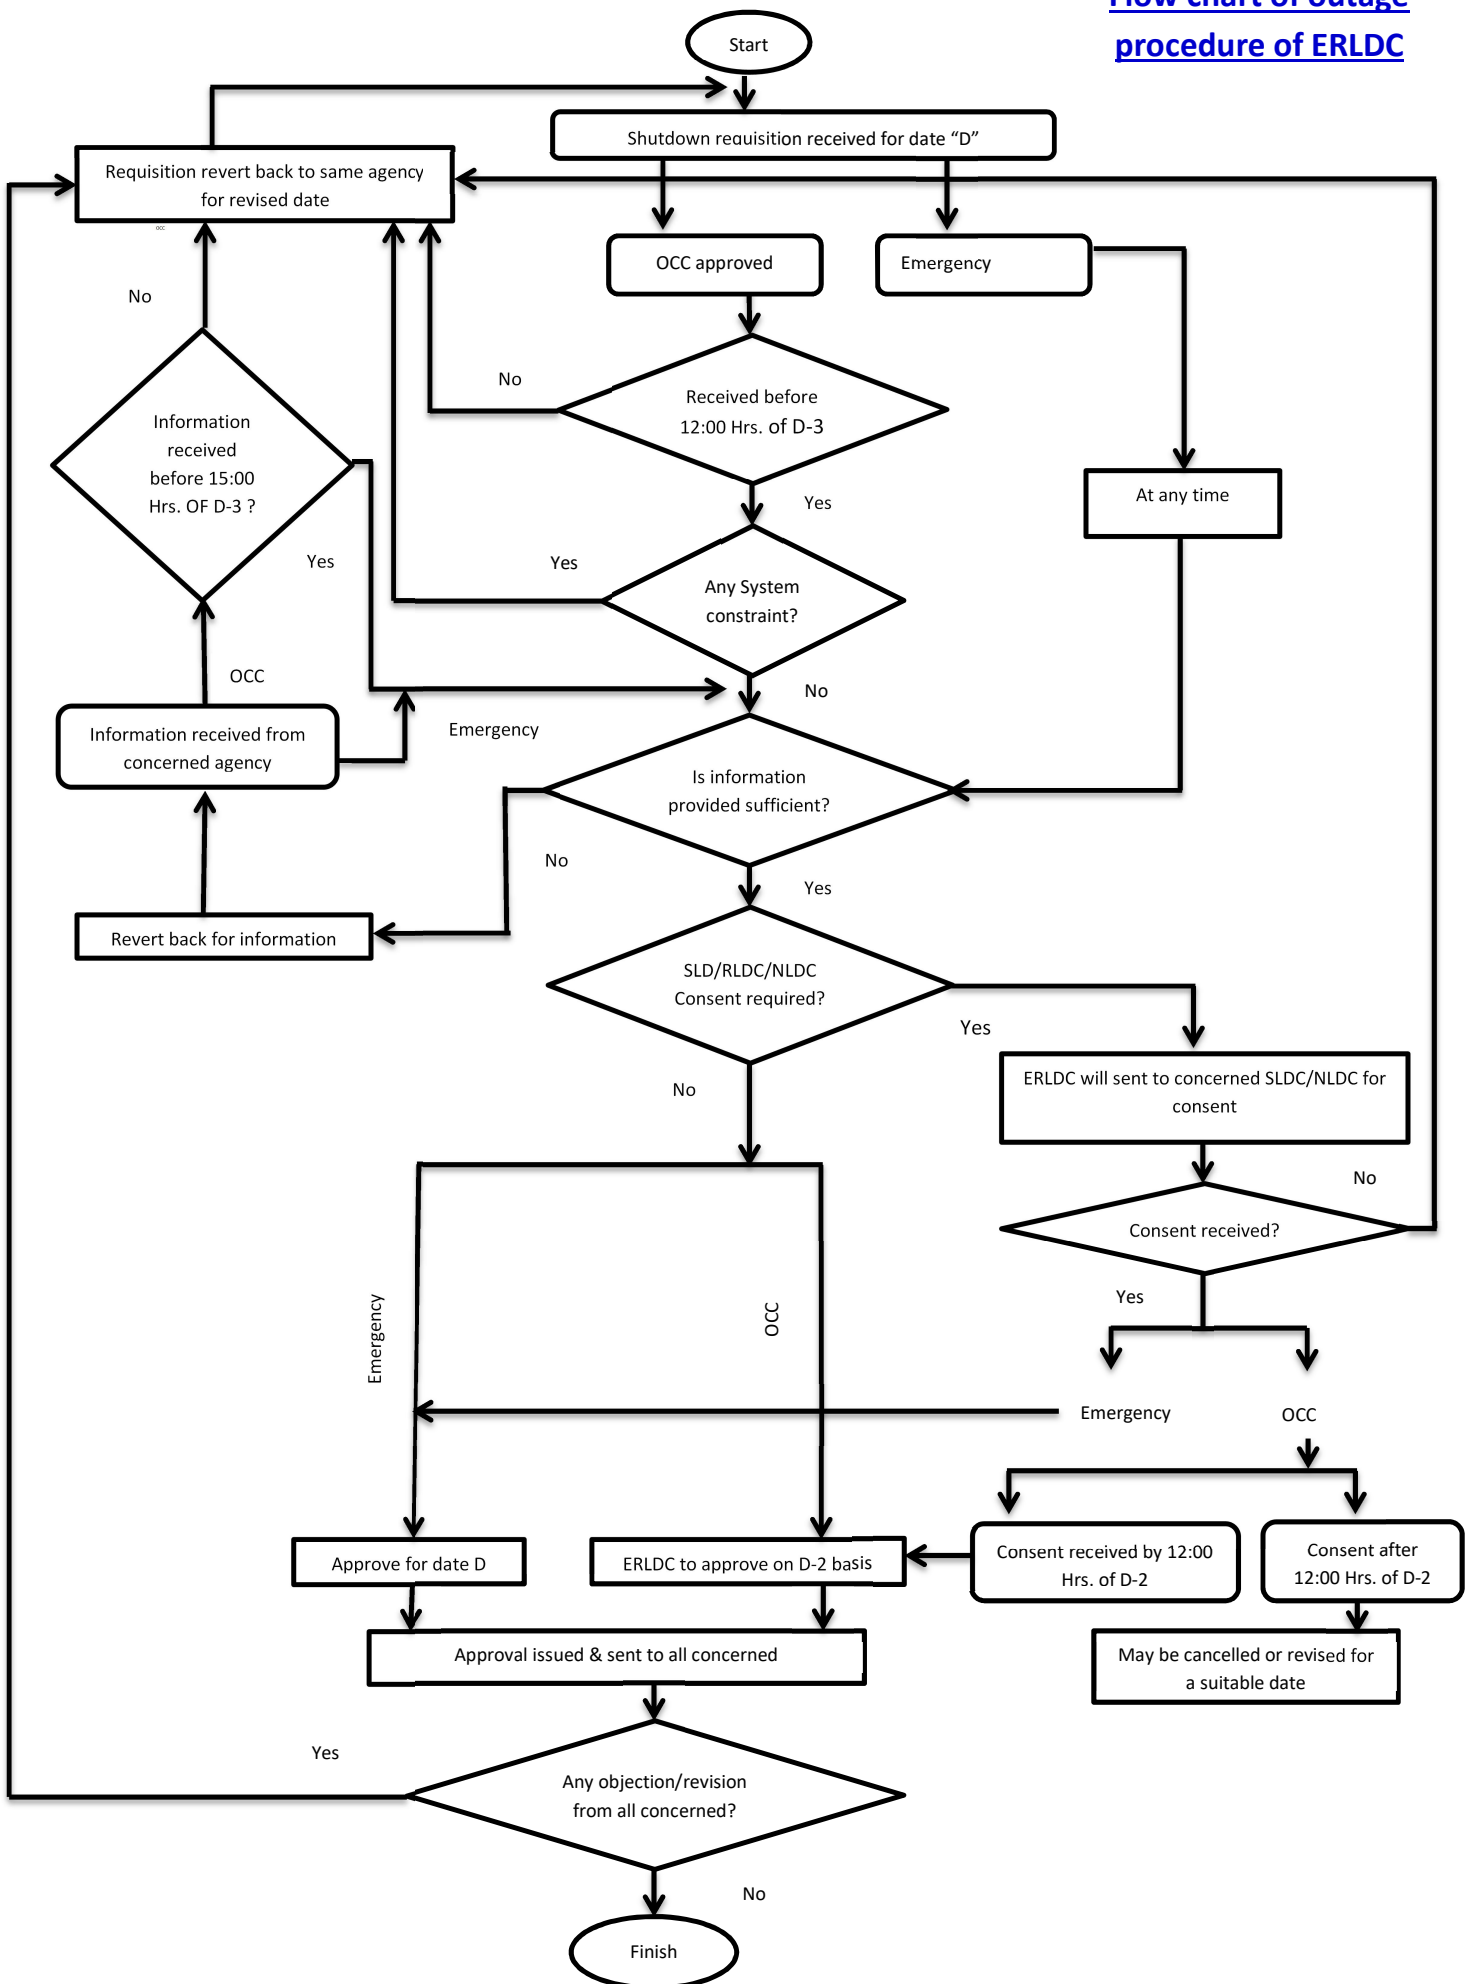 Flow chart of outage
procedure of ERLDC
Start
Shutdown requisition received for date “D”
Requisition revert back to same agency
for revised date
OCC
OCC approved
Emergency
No
No
Received before
12:00 Hrs. of D-3
Information
received
before 15:00
Hrs. OF D-3 ?
At any time
Yes
Yes
Yes
Any System
constraint?
OCC
No
Emergency
Information received from
concerned agency
Is information
provided sufficient?
No
Yes
Revert back for information
SLD/RLDC/NLDC
Consent required?
Yes
No
ERLDC will sent to concerned SLDC/NLDC for
consent
No
Consent received?
Yes
Emergency
OCC
Emergency
OCC
Approve for date D
ERLDC to approve on D-2 basis
Consent received by 12:00
Hrs. of D-2
Consent after
12:00 Hrs. of D-2
Approval issued & sent to all concerned
May be cancelled or revised for
a suitable date
Yes
Any objection/revision
from all concerned?
No
Finish